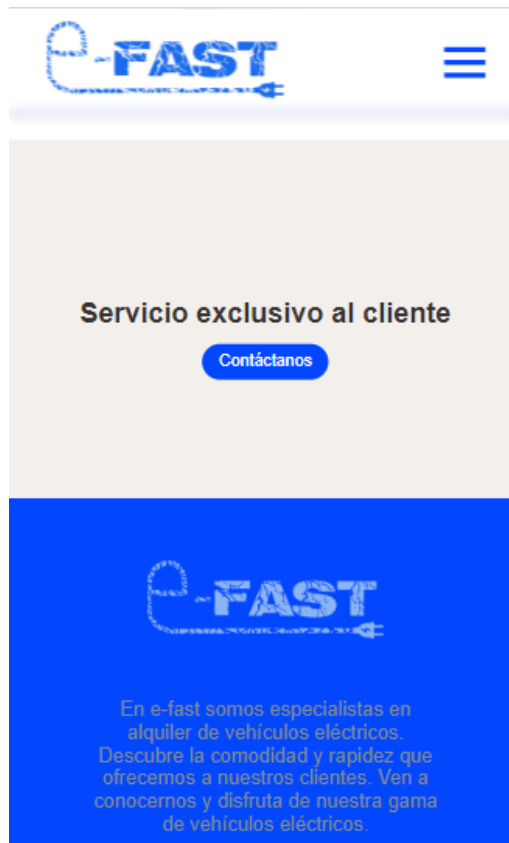 e-FAST
Servicio exclusivo al cliente
Contáctanos
e-FAST
En e-fast somos especialistas en
alquiler de vehículos eléctricos.
Descubre la comodidad y rapidez que
ofrecemos a nuestros clientes. Ven a
conocernos y disfruta de nuestra gama
de vehículos eléctricos.